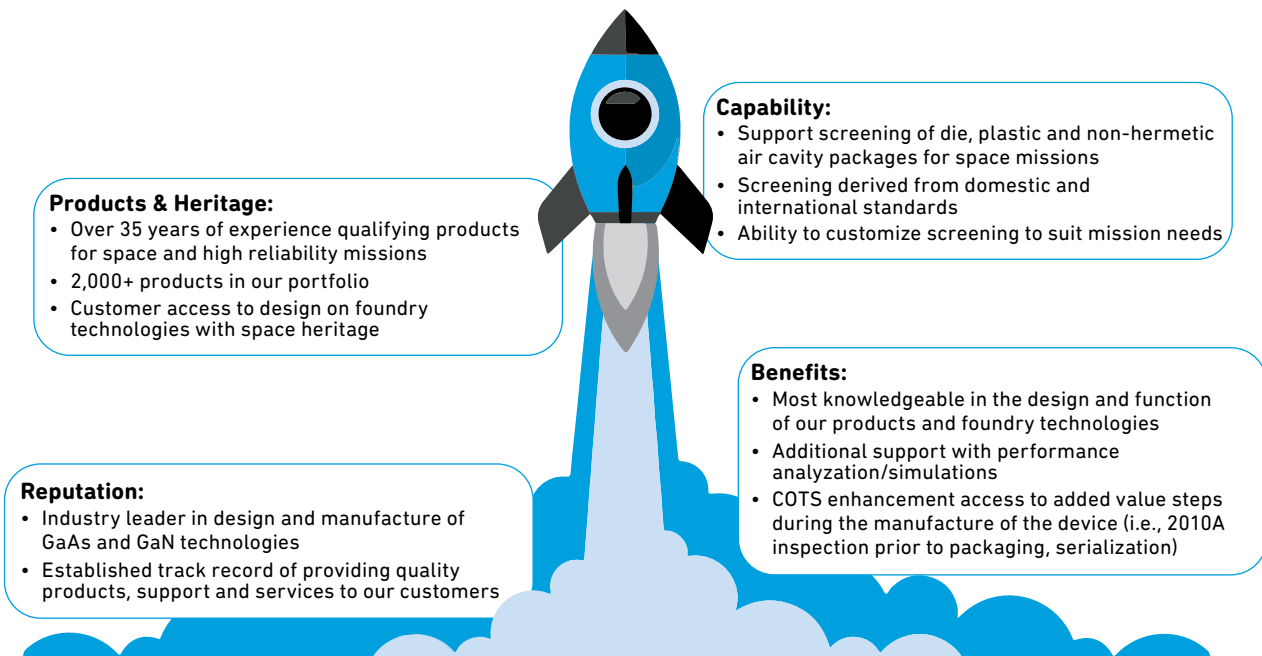 Products & Heritage:
• Over 35 years of experience qualifying products
for space and high reliability missions
• 2,000+ products in our portfolio
• Customer access to design on foundry
technologies with space heritage
Capability:
• Support screening of die, plastic and non-hermetic
air cavity packages for space missions
• Screening derived from domestic and
international standards
• Ability to customize screening to suit mission needs
Reputation:
• Industry leader in design and manufacture of
GaAs and GaN technologies
• Established track record of providing quality
products, support and services to our customers
Benefits:
• Most knowledgeable in the design and function
of our products and foundry technologies
• Additional support with performance
analyzation/simulations
• COTS enhancement access to added value steps
during the manufacture of the device (i.e., 2010A
inspection prior to packaging, serialization)